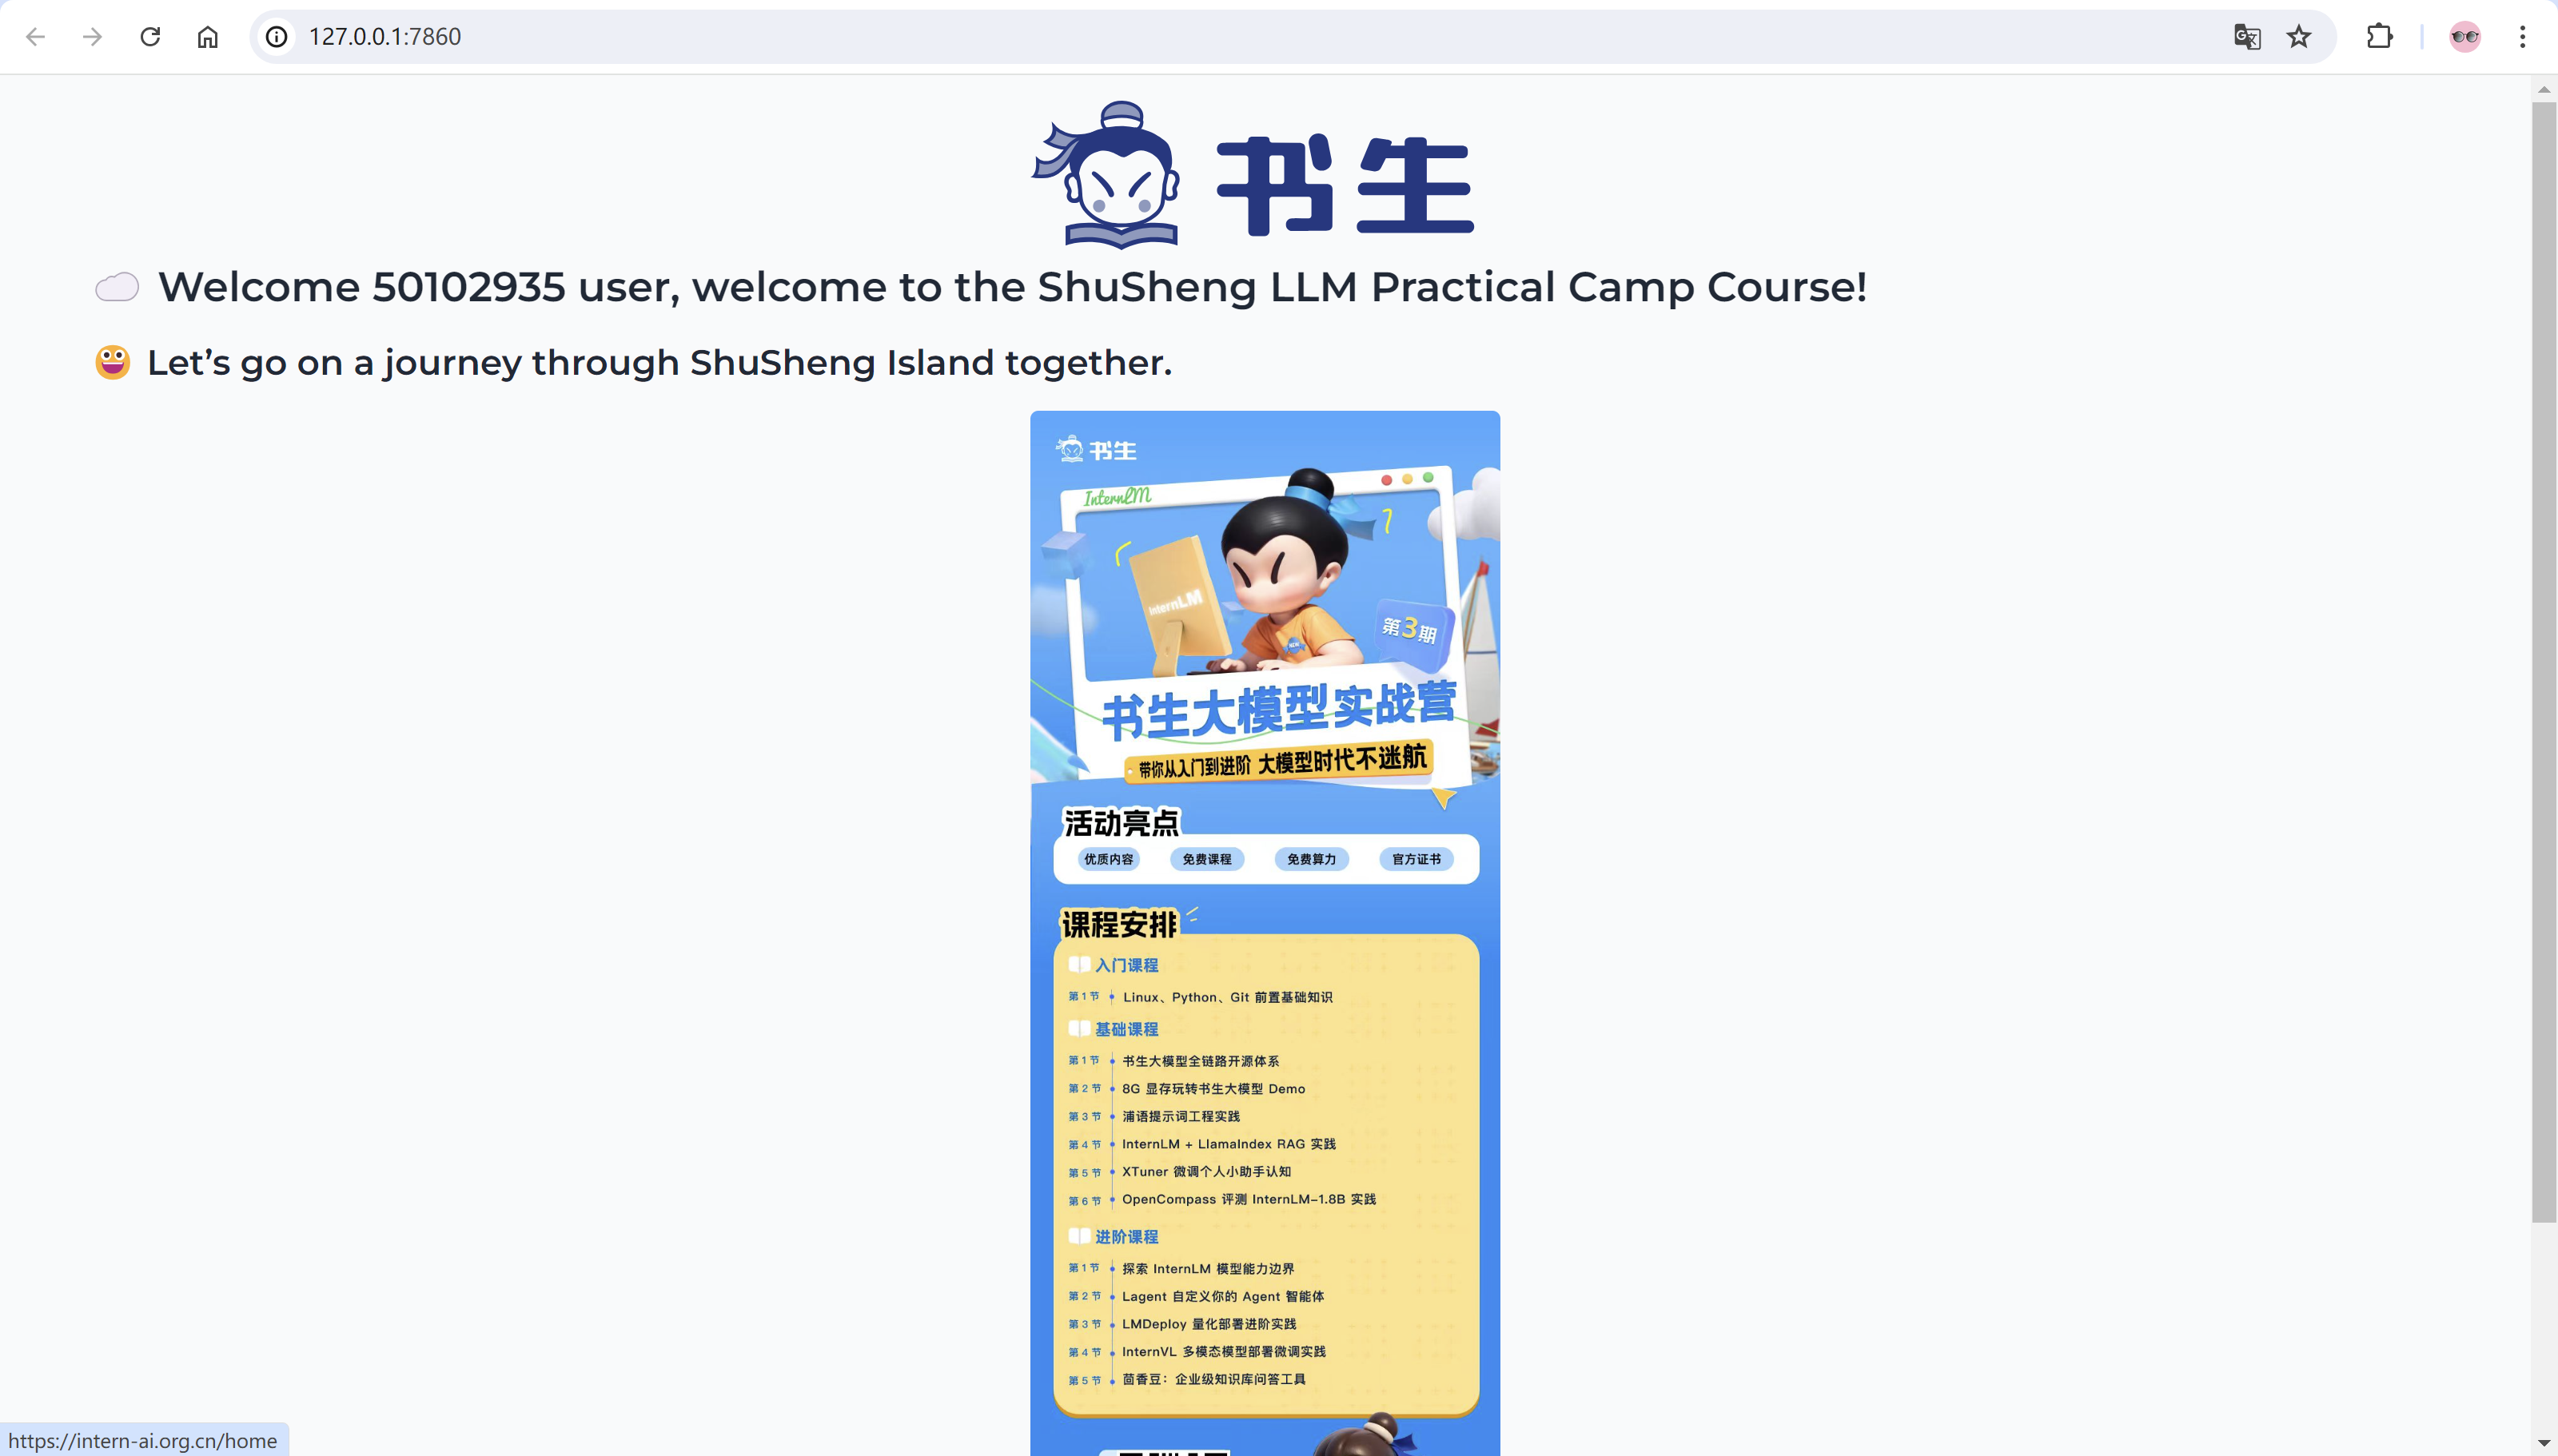 127.0.0.1:7860
书生
Welcome 50102935 user, welcome to the ShuSheng LLM Practical Camp Course!
Let’s go on a journey through ShuSheng Island together.
书生
InternLM
InternLM
第3期
书生大模型实战营
带你从入门到进阶 大模型时代不迷航
活动亮点
优质内容 免费课程 免费算力 官方证书
课程安排
入门课程
第1节 Linux、Python、Git 前置基础知识
基础课程
第1节 书生大模型全链路开源体系
第2节 8G 显存玩转书生大模型 Demo
第3节 浦语提示词工程实践
第4节 InternLM + LlamaIndex RAG 实践
第5节 XTuner 微调个人小助手认知
第6节 OpenCompass 评测 InternLM-1.8B 实践
进阶课程
第1节 探索 InternLM 模型能力边界
第2节 Lagent 自定义你的 Agent 智能体
第3节 LMDeploy 量化部署进阶实践
第4节 InternVL 多模态模型部署微调实践
第5节 茴香豆：企业级知识库问答工具
https://intern-ai.org.cn/home